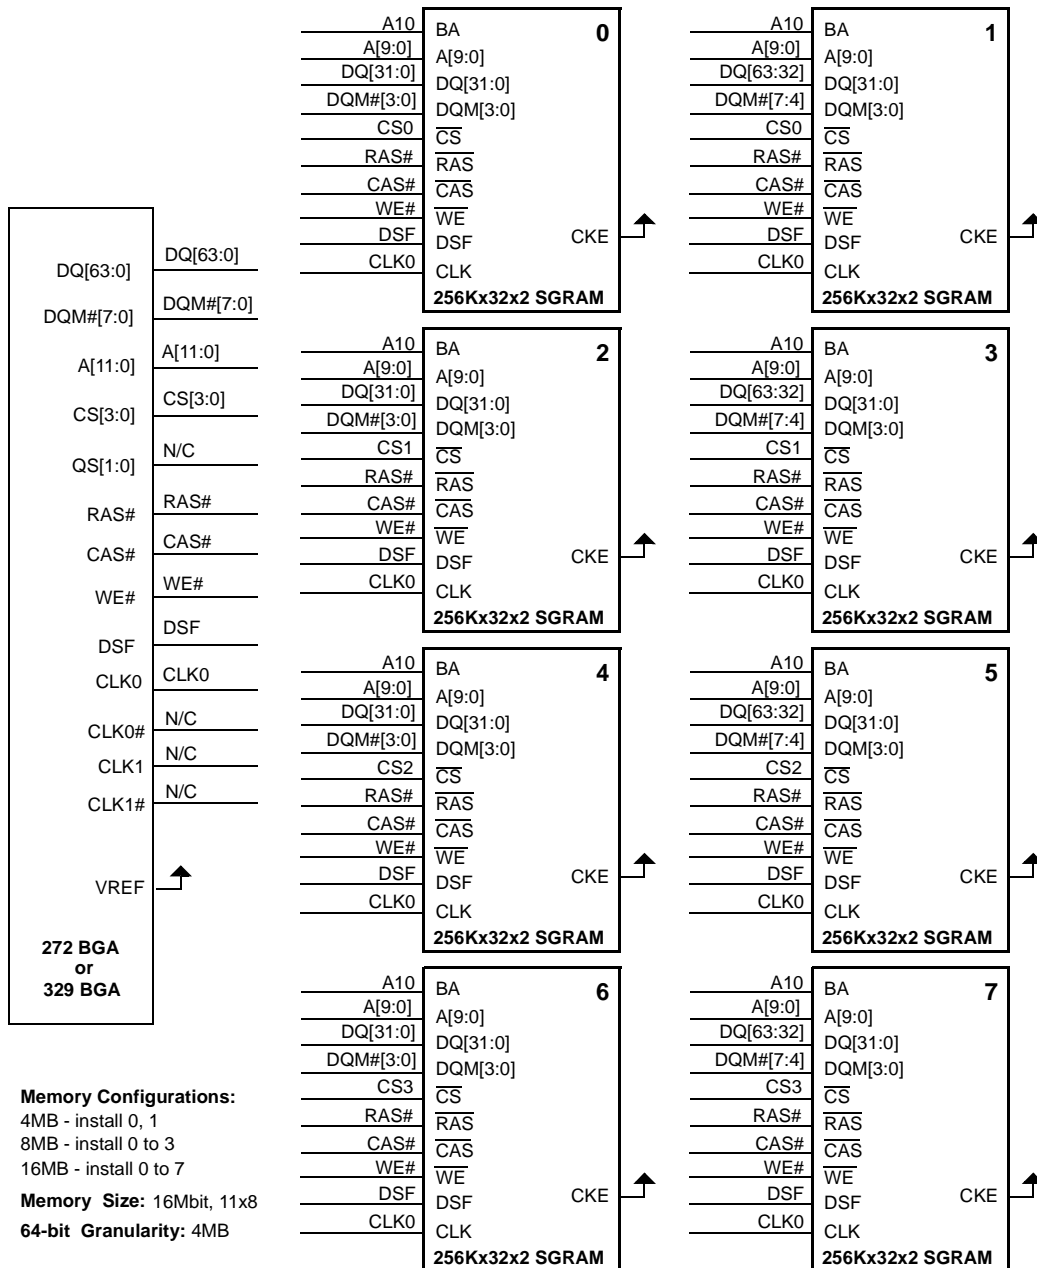 DQ[63:0] DQ[63:0]
DQM#[7:0] DQM#[7:0]
A[11:0] A[11:0]
CS[3:0] CS[3:0]
QS[1:0] N/C
RAS# RAS#
CAS# CAS#
WE# WE#
DSF DSF
CLK0 CLK0
CLK0# N/C
CLK1 N/C
CLK1# N/C
VREF
272 BGA
or
329 BGA
Memory Configurations:
4MB - install 0, 1
8MB - install 0 to 3
16MB - install 0 to 7
Memory Size: 16Mbit, 11x8
64-bit Granularity: 4MB
A10 BA 0
A[9:0] A[9:0]
DQ[31:0] DQ[31:0]
DQM#[3:0] DQM[3:0]
CS0 CS
RAS# RAS
CAS# CAS
WE# WE
DSF DSF CKE
CLK0 CLK
256Kx32x2 SGRAM
A10 BA 1
A[9:0] A[9:0]
DQ[63:32] DQ[31:0]
DQM#[7:4] DQM[3:0]
CS0 CS
RAS# RAS
CAS# CAS
WE# WE
DSF DSF CKE
CLK0 CLK
256Kx32x2 SGRAM
A10 BA 2
A[9:0] A[9:0]
DQ[31:0] DQ[31:0]
DQM#[3:0] DQM[3:0]
CS1 CS
RAS# RAS
CAS# CAS
WE# WE
DSF DSF CKE
CLK0 CLK
256Kx32x2 SGRAM
A10 BA 3
A[9:0] A[9:0]
DQ[63:32] DQ[31:0]
DQM#[7:4] DQM[3:0]
CS1 CS
RAS# RAS
CAS# CAS
WE# WE
DSF DSF CKE
CLK0 CLK
256Kx32x2 SGRAM
A10 BA 4
A[9:0] A[9:0]
DQ[31:0] DQ[31:0]
DQM#[3:0] DQM[3:0]
CS2 CS
RAS# RAS
CAS# CAS
WE# WE
DSF DSF CKE
CLK0 CLK
256Kx32x2 SGRAM
A10 BA 5
A[9:0] A[9:0]
DQ[63:32] DQ[31:0]
DQM#[7:4] DQM[3:0]
CS2 CS
RAS# RAS
CAS# CAS
WE# WE
DSF DSF CKE
CLK0 CLK
256Kx32x2 SGRAM
A10 BA 6
A[9:0] A[9:0]
DQ[31:0] DQ[31:0]
DQM#[3:0] DQM[3:0]
CS3 CS
RAS# RAS
CAS# CAS
WE# WE
DSF DSF CKE
CLK0 CLK
256Kx32x2 SGRAM
A10 BA 7
A[9:0] A[9:0]
DQ[63:32] DQ[31:0]
DQM#[7:4] DQM[3:0]
CS3 CS
RAS# RAS
CAS# CAS
WE# WE
DSF DSF CKE
CLK0 CLK
256Kx32x2 SGRAM